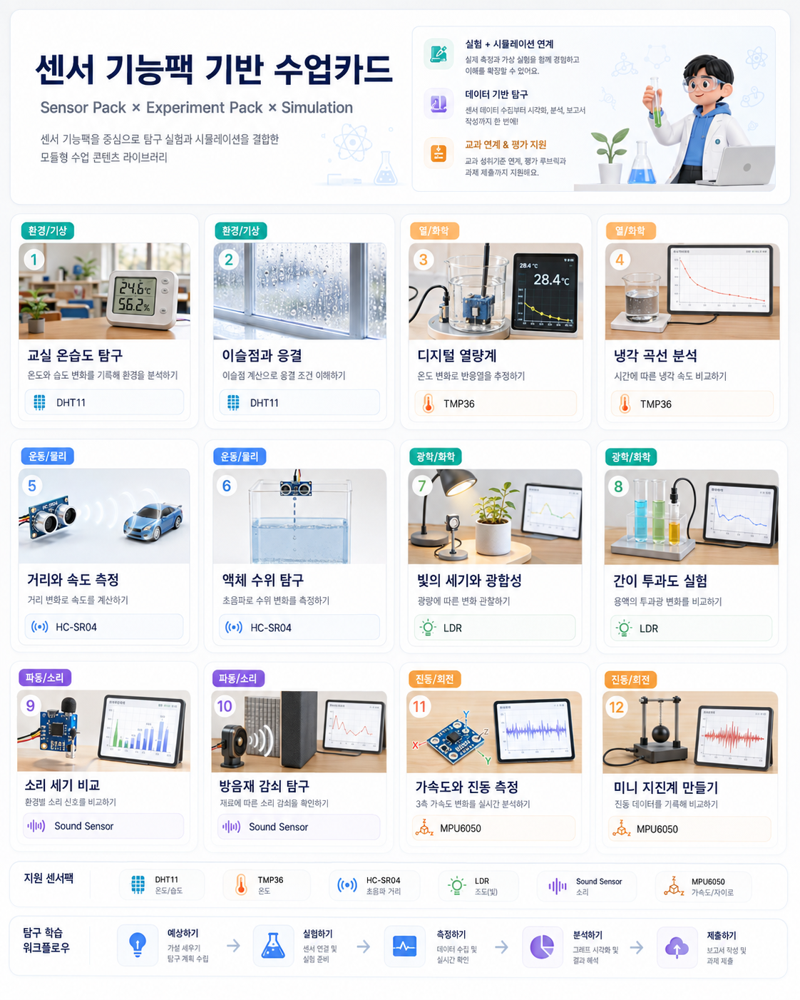 센서 기능팩 기반 수업카드
Sensor Pack × Experiment Pack × Simulation
센서 기능팩을 중심으로 탐구 실험과 시뮬레이션을 결합한
모듈형 수업 콘텐츠 라이브러리
실험 + 시뮬레이션 연계
실제 측정과 가상 실험을 함께 경험하고
이해를 확장할 수 있어요.
데이터 기반 탐구
센서 데이터 수집부터 시각화, 분석, 보고서
작성까지 한 번에!
교과 연계 & 평가 지원
교과 성취기준 연계, 평가 루브릭과
과제 제출까지 지원해요.
환경/기상
1
24.6℃
56.2%
교실 온습도 탐구
온도와 습도 변화를 기록해 환경을 분석하기
DHT11
환경/기상
2
이슬점과 응결
이슬점 계산으로 응결 조건 이해하기
DHT11
열/화학
3
28.4 ℃
28.4℃
디지털 열량계
온도 변화로 반응열을 추정하기
TMP36
열/화학
4
냉각 곡선 분석
시간에 따른 냉각 속도 비교하기
TMP36
운동/물리
5
HC-SR04
거리와 속도 측정
거리 변화로 속도를 계산하기
HC-SR04
운동/물리
6
액체 수위 탐구
초음파로 수위 변화를 측정하기
HC-SR04
광학/화학
7
빛의 세기와 광합성
광량에 따른 변화 관찰하기
LDR
광학/화학
8
간이 투과도 실험
용액의 투과광 변화를 비교하기
LDR
파동/소리
9
소리 세기 비교
환경별 소리 신호를 비교하기
Sound Sensor
파동/소리
10
방음재 감쇠 탐구
재료에 따른 소리 감쇠을 확인하기
Sound Sensor
진동/회전
11
X
Y
Z
Y
가속도와 진동 측정
3축 가속도 변화를 실시간 분석하기
MPU6050
진동/회전
12
미니 지진계 만들기
진동 데이터를 기록해 비교하기
MPU6050
지원 센서팩
DHT11
온도/습도
TMP36
온도
HC-SR04
초음파 거리
LDR
조도(빛)
Sound Sensor
소리
MPU6050
가속도/자이로
탐구 학습
워크플로우
예상하기
가설 세우기
탐구 계획 수립
실험하기
센서 연결 및
실험 준비
측정하기
데이터 수집 및
실시간 확인
분석하기
그래프 시각화 및
결과 해석
제출하기
보고서 작성 및
과제 제출